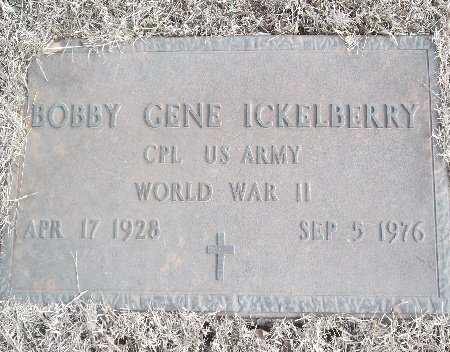 BOBBY GENE ICKELBERRY
CPL US ARMY
WORLD WAR II
APR 17 1928 SEP 5 1976